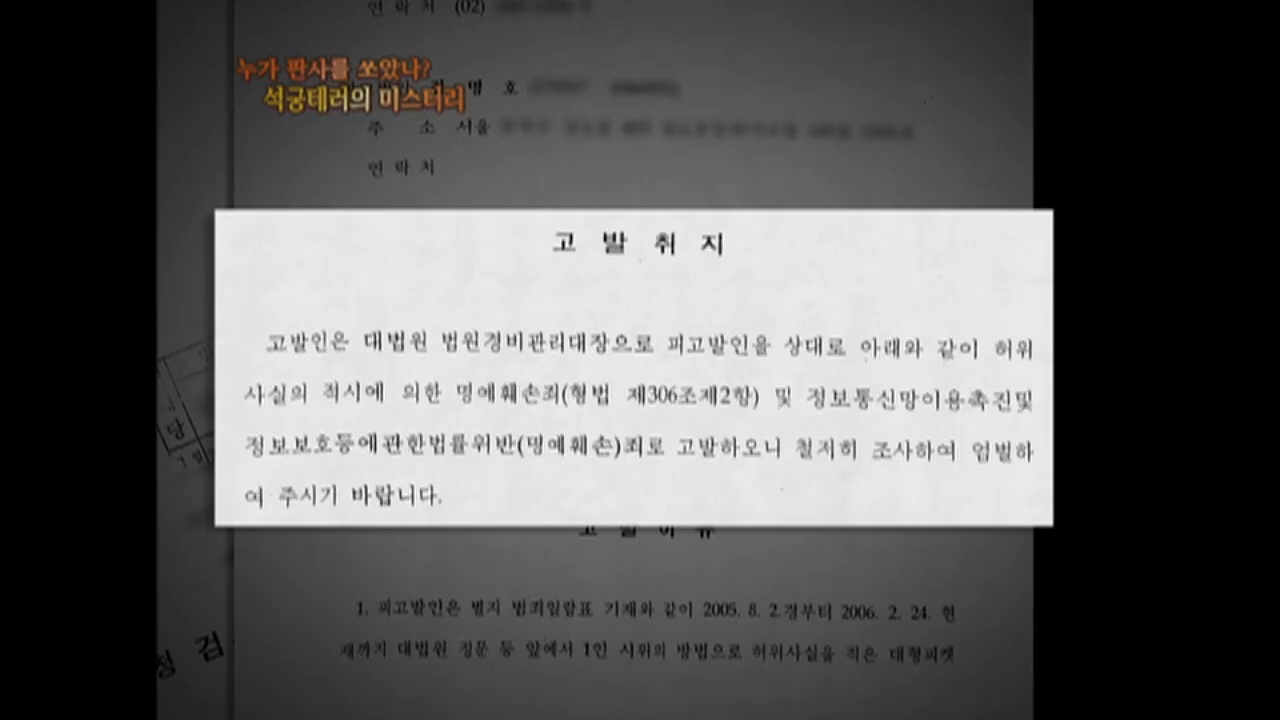 연 락 처 (02)
누가 판사를 쏘았나?
석궁테러의 미스터리
명 호
주 소 서울
연 락 처
고 발 취 지
고발인은 대법원 법원경비관리대장으로 피고발인을 상대로 아래와 같이 허위
사실의 적시에 의한 명예훼손죄(형법 제306조제2항) 및 정보통신망이용촉진및
정보보호등에관한법률위반(명예훼손)죄로 고발하오니 철저히 조사하여 엄벌하
여 주시기 바랍니다.
고 발 이 유
1. 피고발인은 별지 범죄일람표 기재와 같이 2005. 8. 2.경부터 2006. 2. 24. 현
재까지 대법원 정문 등 앞에서 1인 시위의 방법으로 허위사실을 적은 대형피켓
당
청 검